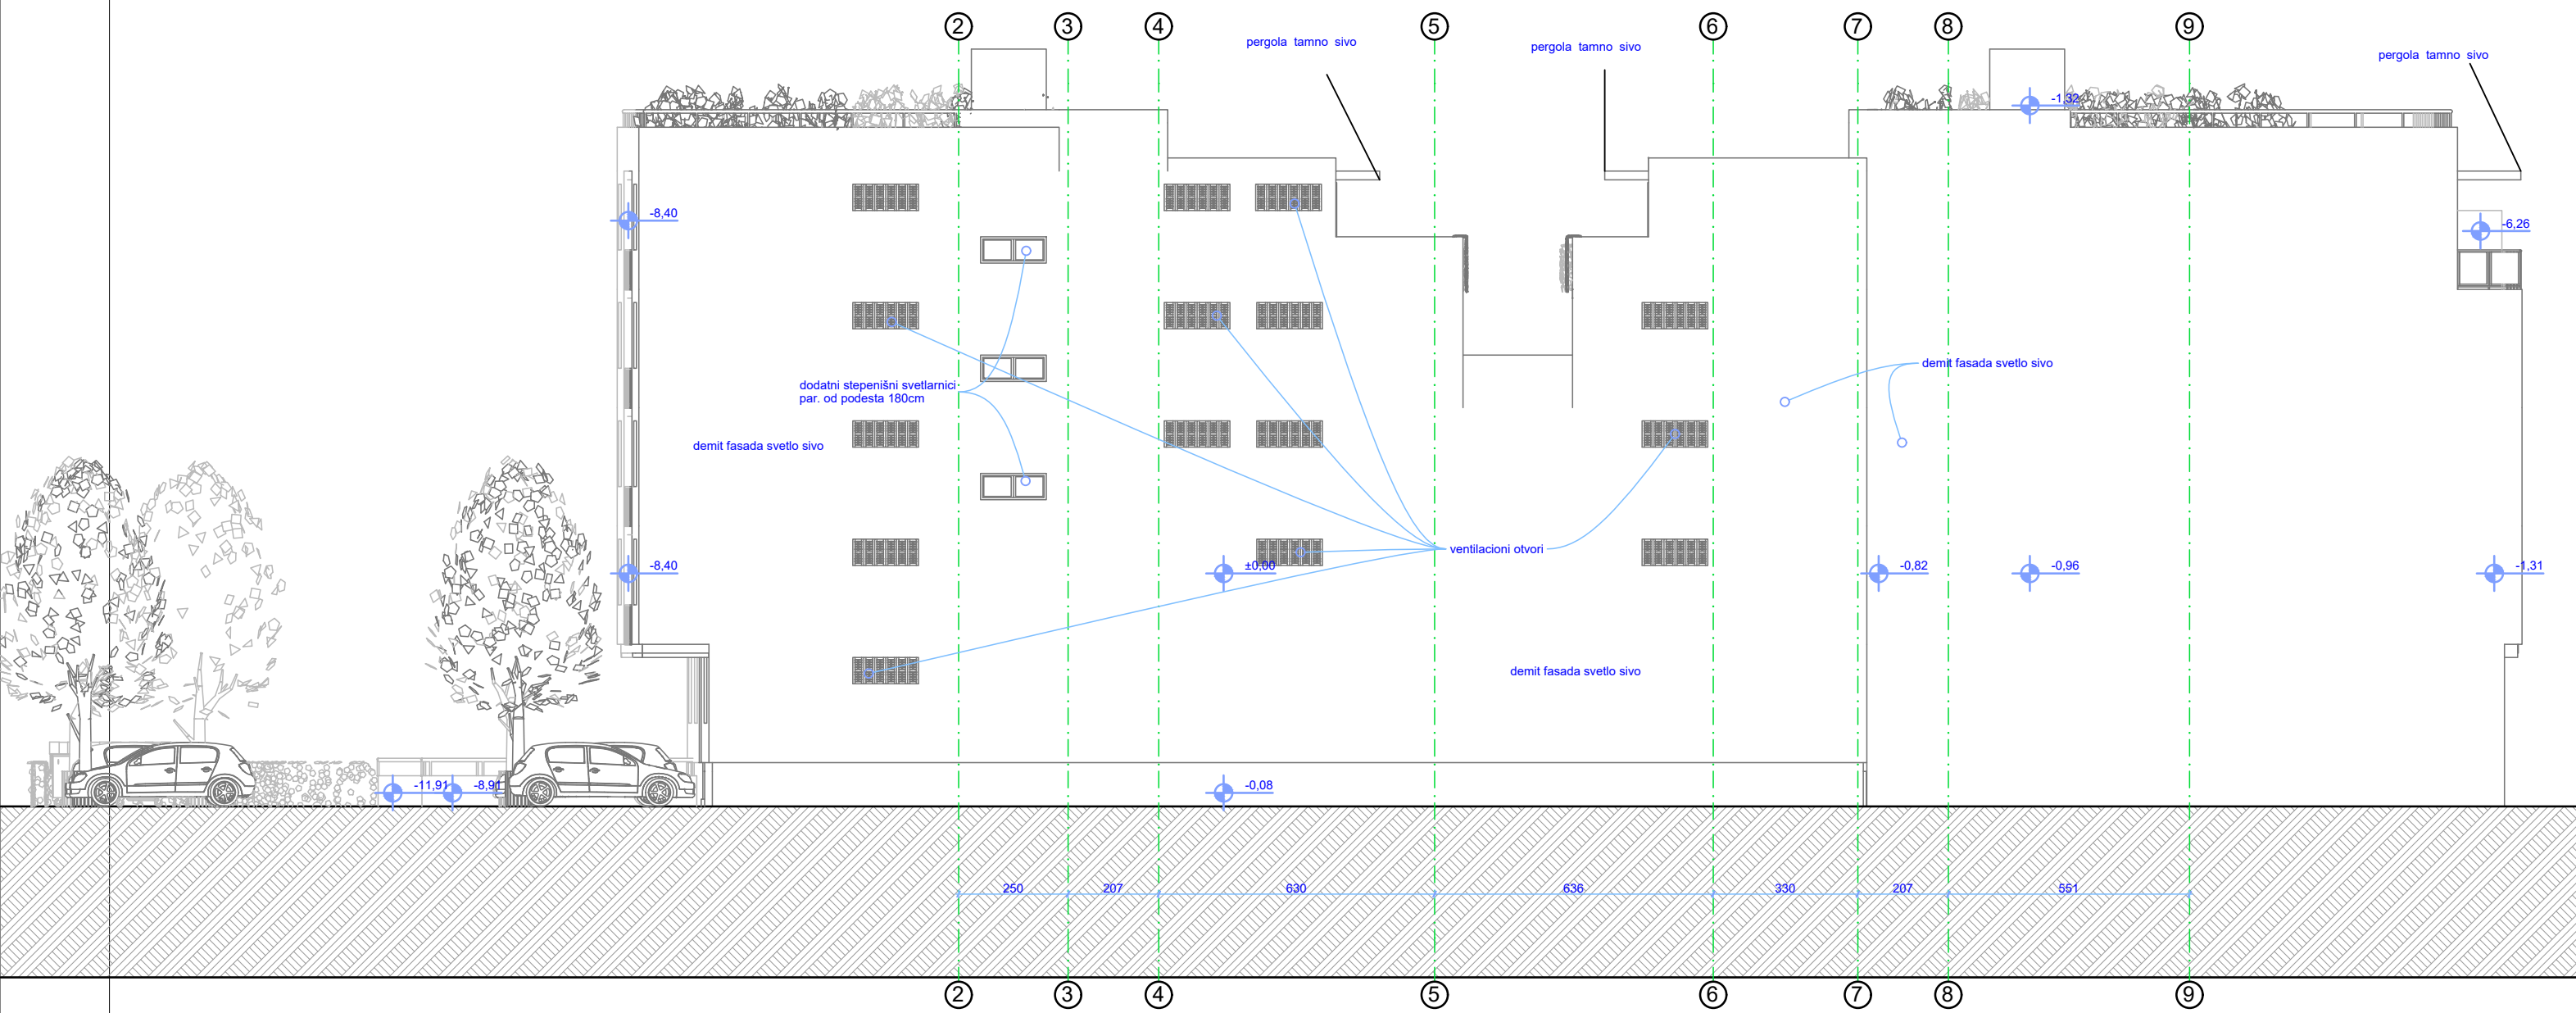 2 3 4 5 6 7 8 9
pergola tamno sivo
pergola tamno sivo
pergola tamno sivo
-1,32
-8,40
-6,26
demit fasada svetlo sivo
dodatni stepenišni svetlarnici
par. od podesta 180cm
demit fasada svetlo sivo
ventilacioni otvori
-8,40
±0,00
-0,82
-0,96
-1,31
demit fasada svetlo sivo
-11,91
-8,91
-0,08
250 207 630 636 330 207 551
2 3 4 5 6 7 8 9